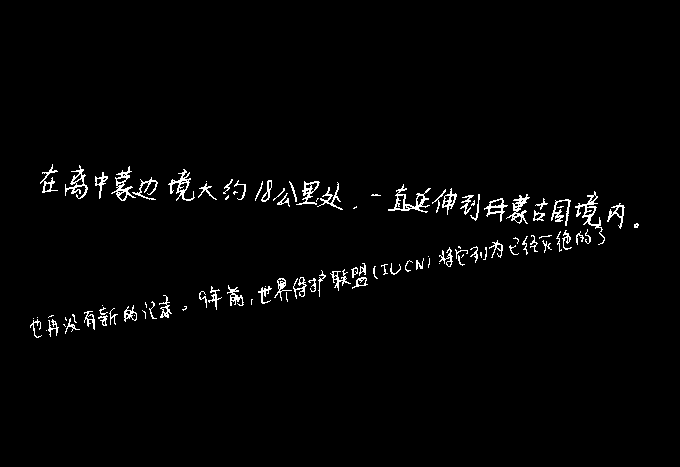 在离中蒙边境大约18公里处,一直延伸到毋蒙古国境内。
也再没有新的记录。9年前,世界保护联盟(IUCN)将它列为已经灭绝的了